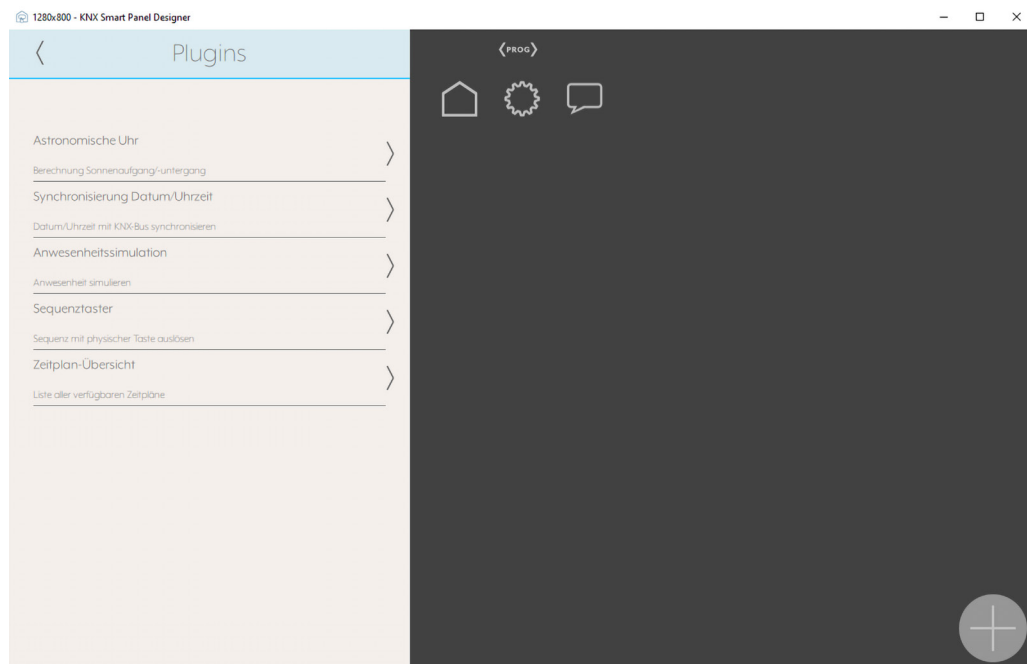 1280x800 - KNX Smart Panel Designer
Plugins
PROG
Astronomische Uhr
Berechnung Sonnenaufgang/-untergang
Synchronisierung Datum/Uhrzeit
Datum/Uhrzeit mit KNX-Bus synchronisieren
Anwesenheitssimulation
Anwesenheit simulieren
Sequenztaster
Sequenz mit physischer Taste auslösen
Zeitplan-Übersicht
Liste aller verfügbaren Zeitpläne